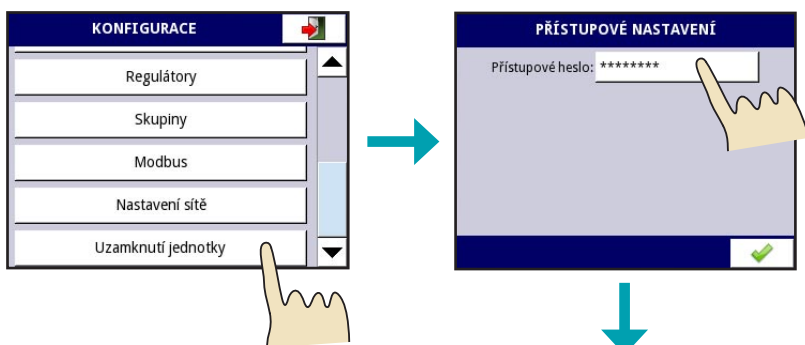 KONFIGURACE
Regulátory
Skupiny
Modbus
Nastavení sítě
Uzamknutí jednotky
PŘÍSTUPOVÉ NASTAVENÍ
Přístupové heslo: ********